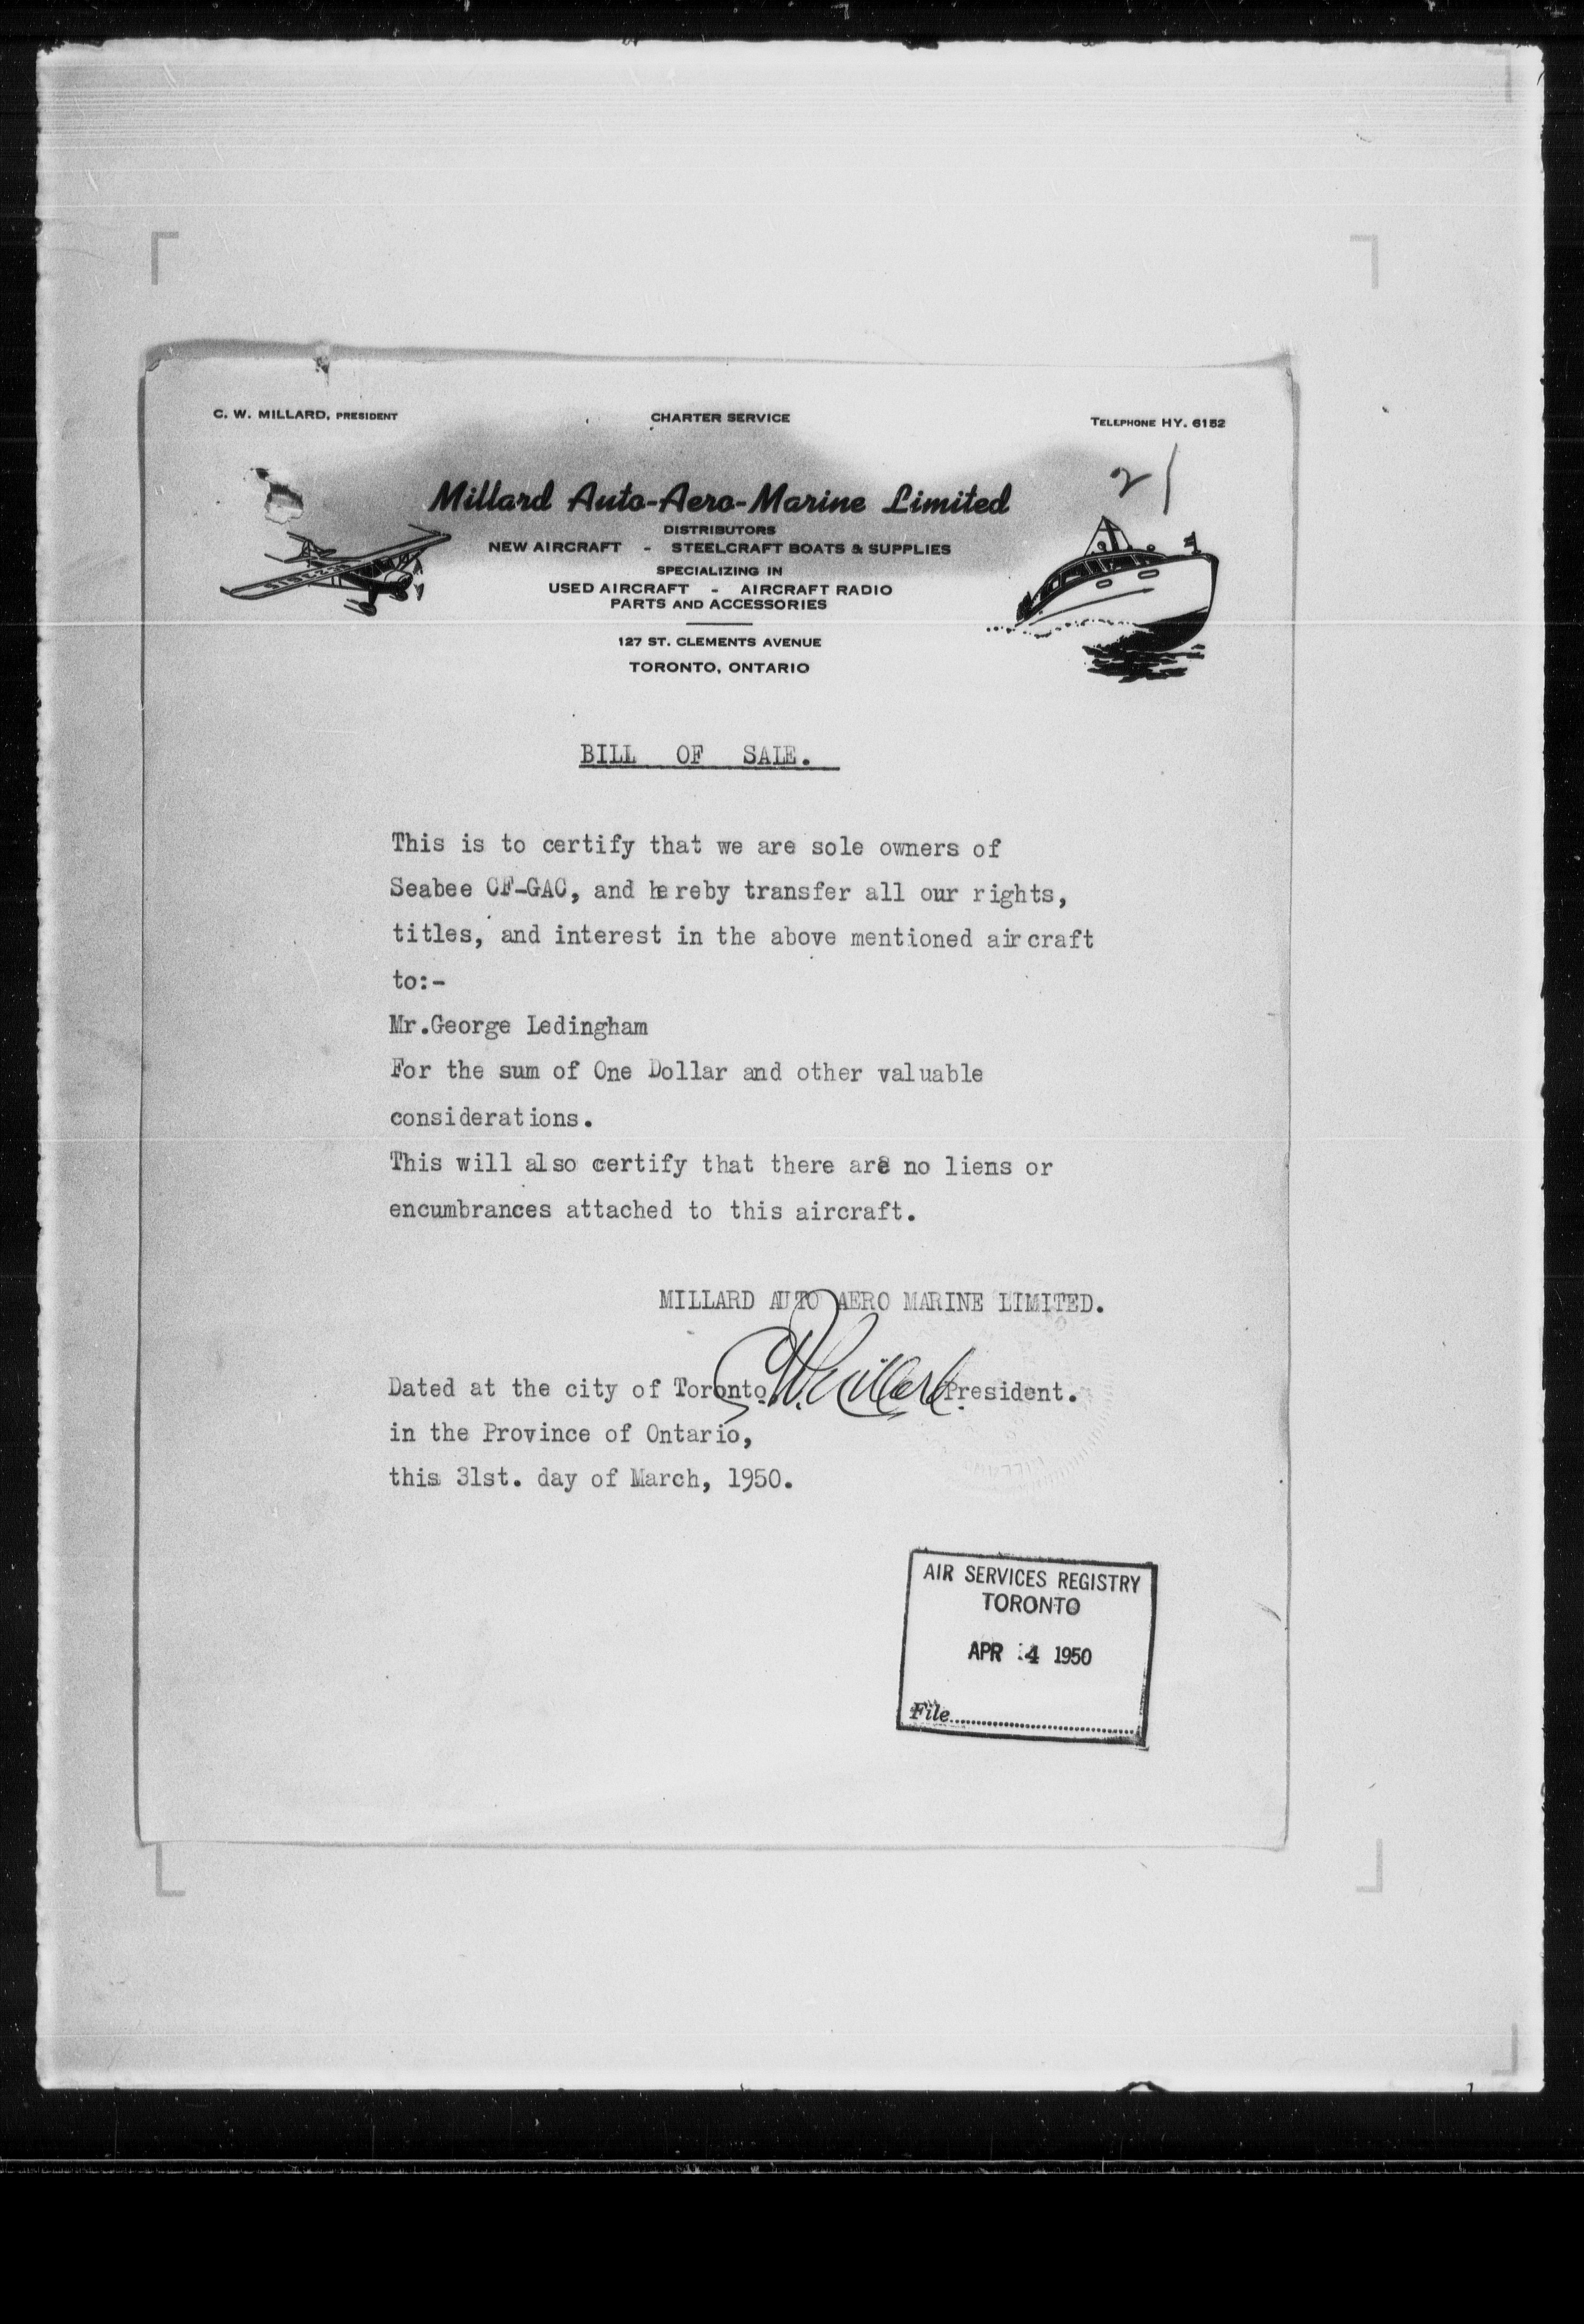 C. W. MILLARD, PRESIDENT
CHARTER SERVICE
TELEPHONE HY. 6152
21
Millard Auto-Aero-Marine Limited
DISTRIBUTORS
NEW AIRCRAFT - STEELCRAFT BOATS & SUPPLIES
SPECIALIZING IN
USED AIRCRAFT - AIRCRAFT RADIO
PARTS AND ACCESSORIES
127 ST. CLEMENTS AVENUE
TORONTO, ONTARIO
BILL OF SALE.
This is to certify that we are sole owners of
Seabee CF-GAC, and hereby transfer all our rights,
titles, and interest in the above mentioned aircraft
to:-
Mr.George Ledingham
For the sum of One Dollar and other valuable
considerations.
This will also certify that there are no liens or
encumbrances attached to this aircraft.
MILLARD AUTO AERO MARINE LIMITED.
C.W. Millard
Dated at the city of Toronto. President.
in the Province of Ontario,
this 31st. day of March, 1950.
AIR SERVICES REGISTRY
TORONTO
APR 4 1950
File